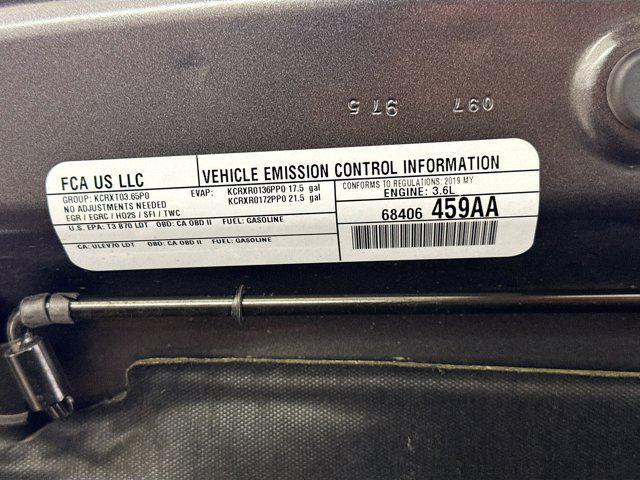 975 097
FCA US LLC
VEHICLE EMISSION CONTROL INFORMATION
GROUP: KCRXT03.65P0
NO ADJUSTMENTS NEEDED
EGR / EGRC / HO2S / SFI / TWC
EVAP: KCRXR0136PP0 17.5 gal
KCRXR0172PP0 21.5 gal
CONFORMS TO REGULATIONS: 2019 MY
ENGINE: 3.6L
68406 459AA
U.S. EPA: T3 B70 LDT OBD: CA OBD II FUEL: GASOLINE
CA: ULEV70 LDT OBD: CA OBD II FUEL: GASOLINE